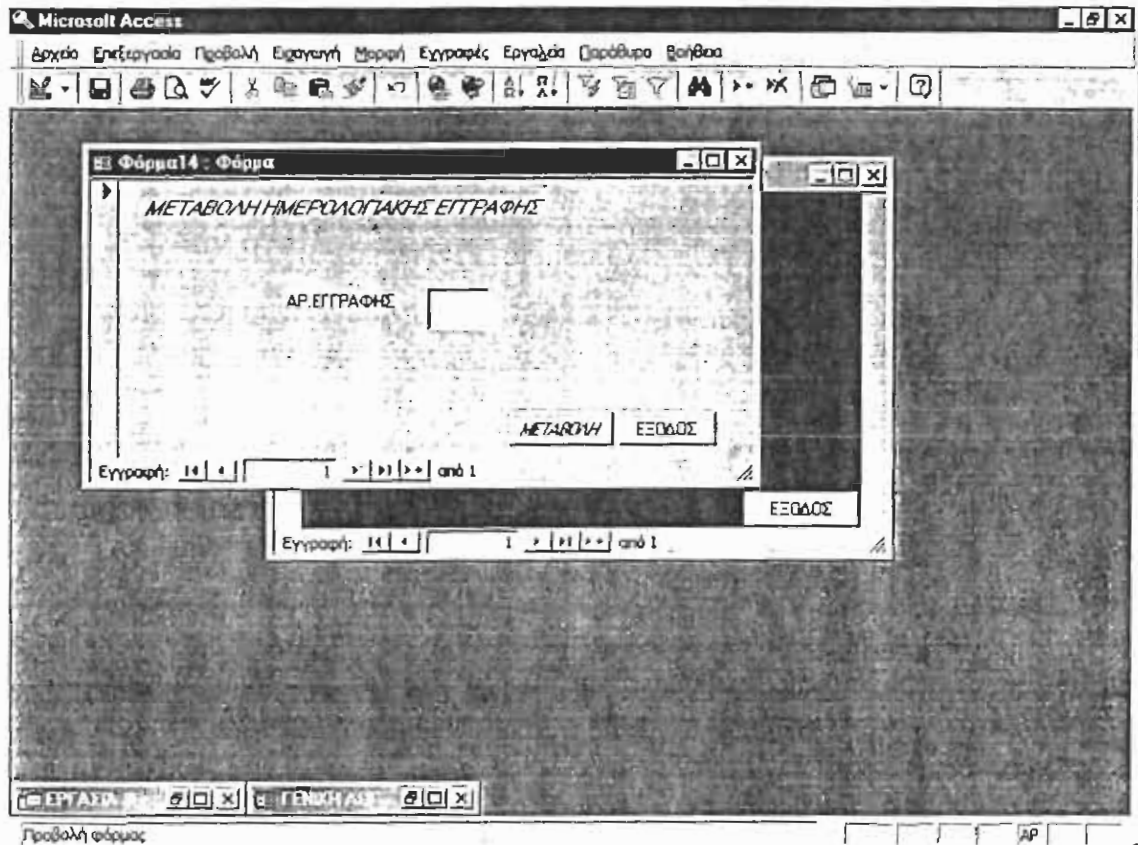 Microsoft Access
Αρχείο Επεξεργασία Προβολή Εισαγωγή Μορφή Εγγραφές Εργαλεία Παράθυρο Βοήθεια
Φόρμα14 : Φόρμα
ΜΕΤΑΒΟΛΗ ΗΜΕΡΟΛΟΓΙΑΚΗΣ ΕΓΓΡΑΦΗΣ
ΑΡ.ΕΓΓΡΑΦΗΣ
ΜΕΤΑΒΟΛΗ ΕΞΟΔΟΣ
Εγγραφή: 1 από 1
ΕΞΟΔΟΣ
Εγγραφή: 1 από 1
ΕΡΓΑΣΙΑ ΓΕΝΙΚΗ
Προβολή φόρμας ΑΡ